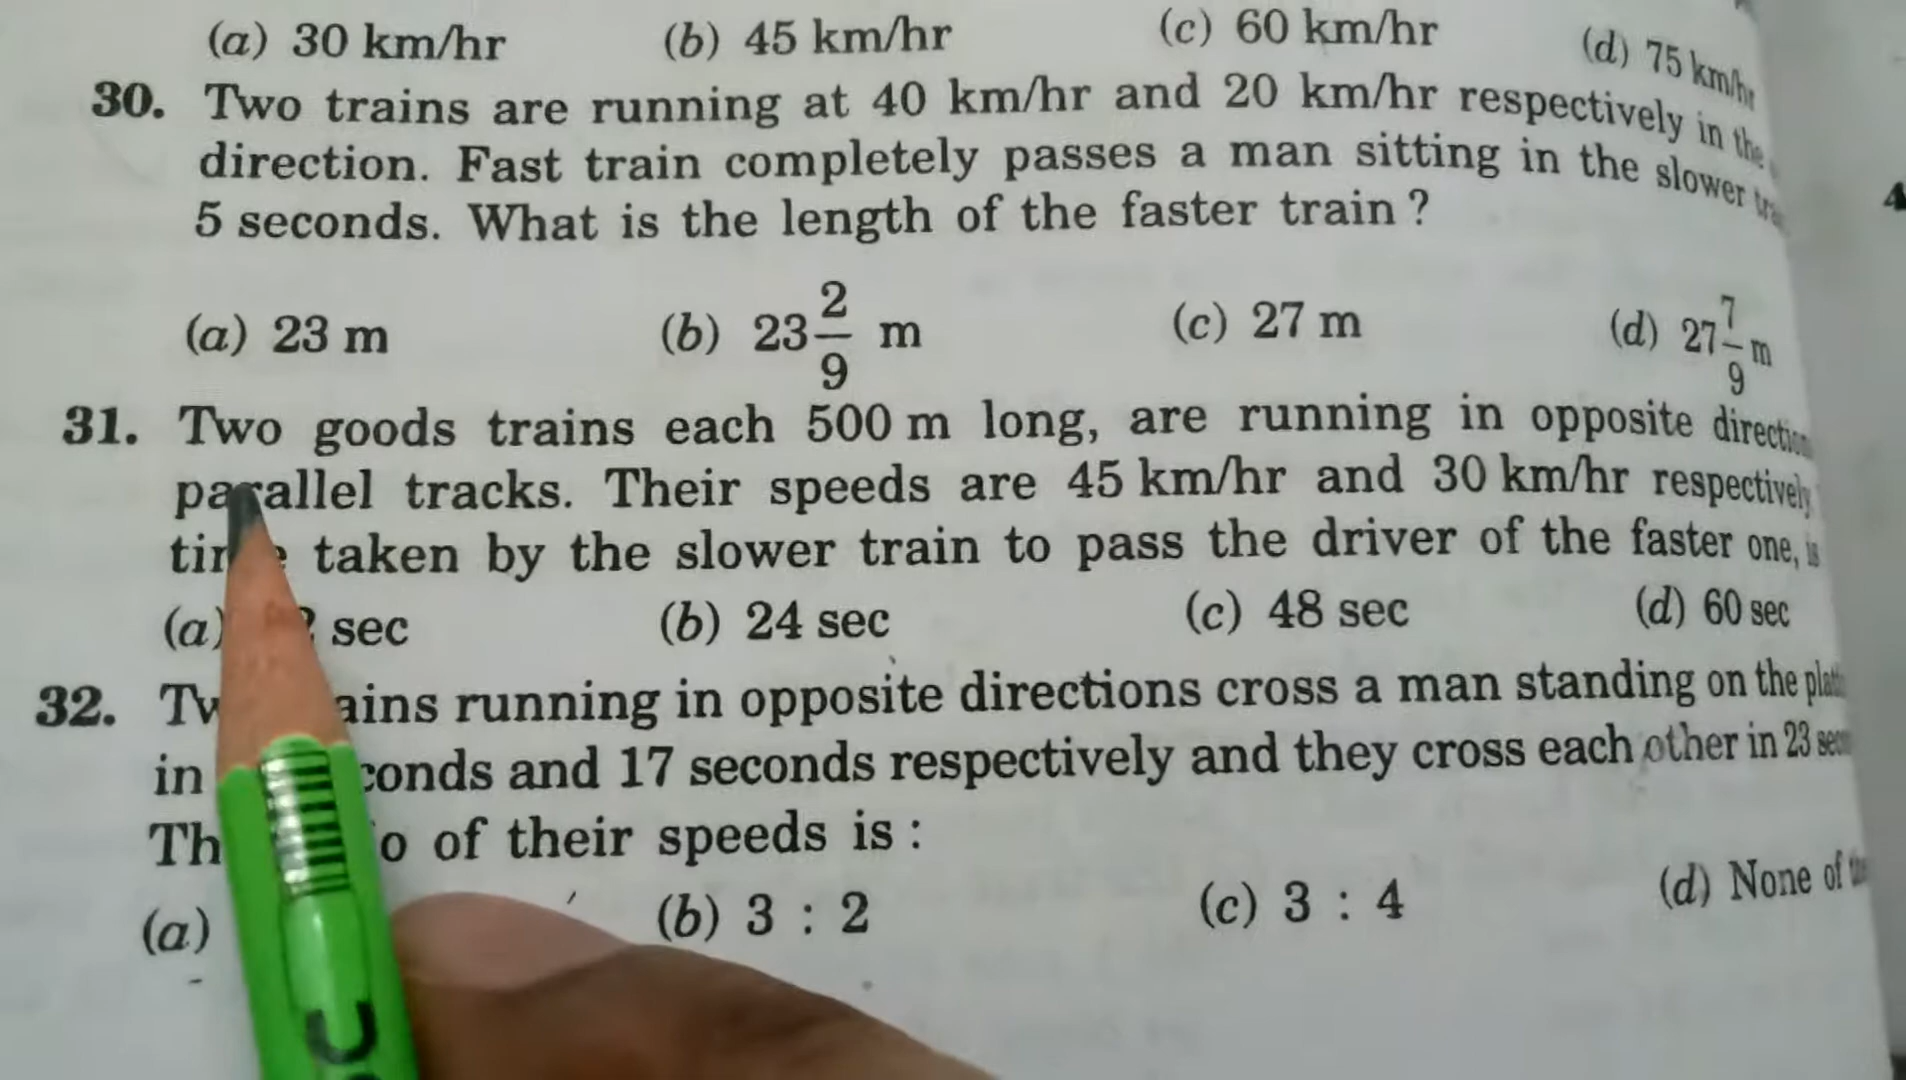 (a) 30 km/hr (b) 45 km/hr (c) 60 km/hr (d) 75 km/hr
30. Two trains are running at 40 km/hr and 20 km/hr respectively in the
direction. Fast train completely passes a man sitting in the slower
5 seconds. What is the length of the faster train ?
(a) 23 m (b) 23 2/9 m (c) 27 m (d) 27 7/9 m
31. Two goods trains each 500 m long, are running in opposite
parallel tracks. Their speeds are 45 km/hr and 30 km/hr respectively
taken by the slower train to pass the driver of the faster one, is
(a) sec (b) 24 sec (c) 48 sec (d) 60 sec
32. running in opposite directions cross a man standing on the
in and 17 seconds respectively and they cross each other in 23
of their speeds is :
(a) (b) 3 : 2 (c) 3 : 4 (d) None of